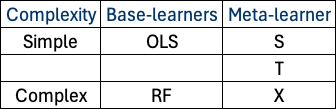 Complexity Base-learners Meta-learner
Simple OLS S
T
Complex RF X